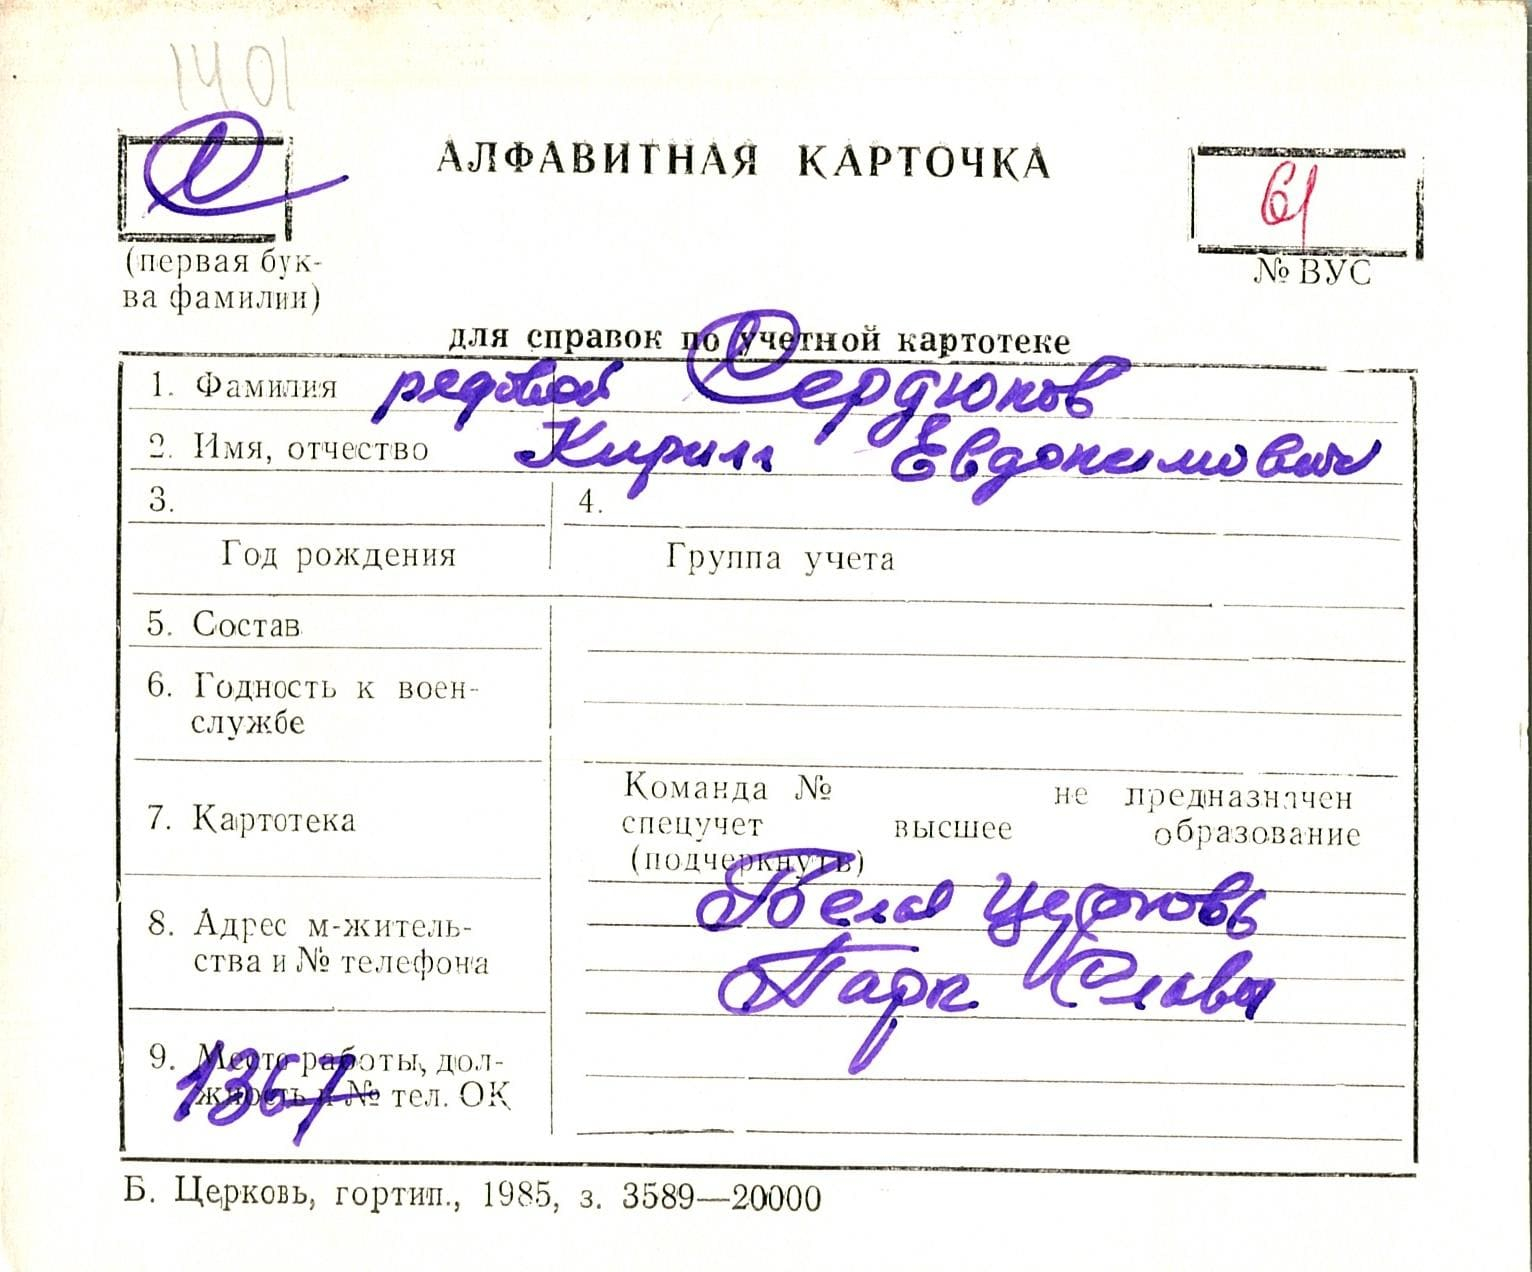 1401
С
АЛФАВИТНАЯ КАРТОЧКА
61
(первая бук-
ва фамилии)
№ ВУС
для справок по учетной картотеке
1. Фамилия рядовой Сердюков
2. Имя, отчество Кирилл Евдокимович
3.
4.
Год рождения
Группа учета
5. Состав
6. Годность к воен-
службе
7. Картотека
Команда № не предназначен
спецучет высшее образование
(подчеркнуть)
8. Адрес м-житель-
ства и № телефона
Белая Церковь
Парк Славы
9. Место работы, дол-
жность и № тел. ОК
1367
Б. Церковь, гортип., 1985, з. 3589—20000